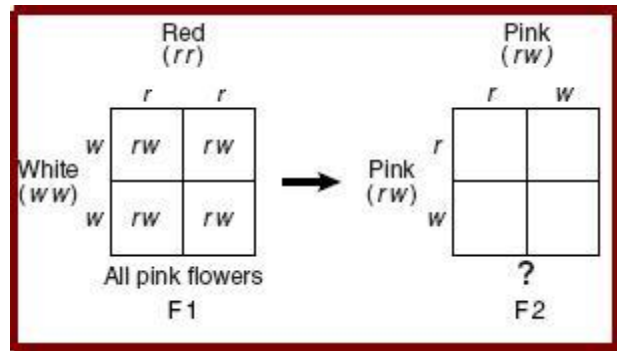 Red
(rr)
r r
w rw rw
White
(ww)
w rw rw
All pink flowers
F1
Pink
(rw)
r w
r
Pink
(rw)
w
?
F2